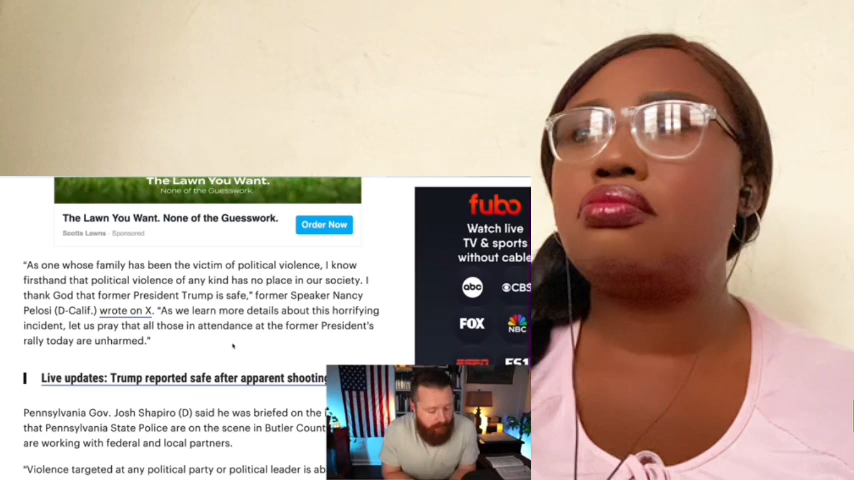 The Lawn You Want.
None of the Guesswork.
The Lawn You Want. None of the Guesswork.
Scotts Lawns · Sponsored
Order Now
“As one whose family has been the victim of political violence, I know
firsthand that political violence of any kind has no place in our society. I
thank God that former President Trump is safe,” former Speaker Nancy
Pelosi (D-Calif.) wrote on X. “As we learn more details about this horrifying
incident, let us pray that all those in attendance at the former President's
rally today are unharmed.”
Live updates: Trump reported safe after apparent shooting
Pennsylvania Gov. Josh Shapiro (D) said he was briefed on the
that Pennsylvania State Police are on the scene in Butler Count
are working with federal and local partners.
“Violence targeted at any political party or political leader is ab
fubo
Watch live
TV & sports
without cable
abc
CBS
FOX
NBC
ESPN
FS1